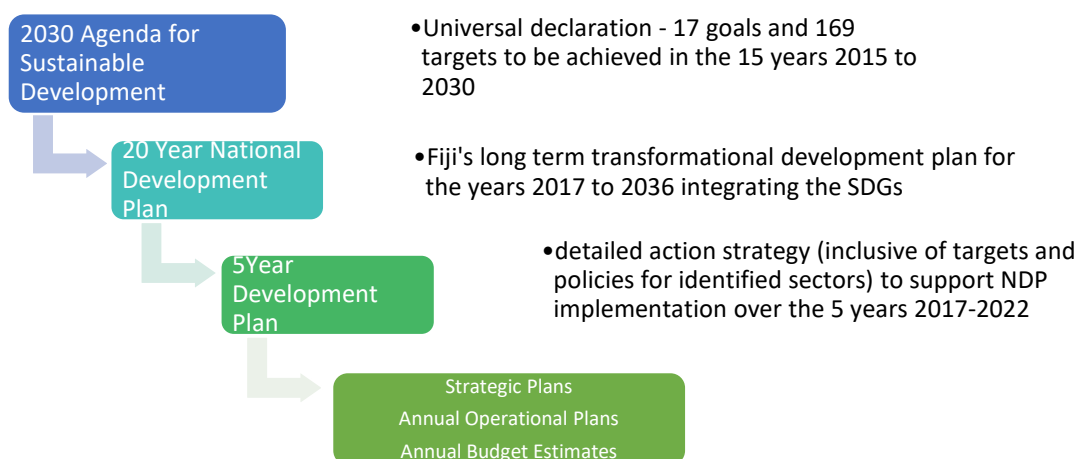 2030 Agenda for
Sustainable
Development
•Universal declaration - 17 goals and 169
targets to be achieved in the 15 years 2015 to
2030
20 Year National
Development
Plan
•Fiji's long term transformational development plan for
the years 2017 to 2036 integrating the SDGs
5Year
Development
Plan
•detailed action strategy (inclusive of targets and
policies for identified sectors) to support NDP
implementation over the 5 years 2017-2022
Strategic Plans
Annual Operational Plans
Annual Budget Estimates